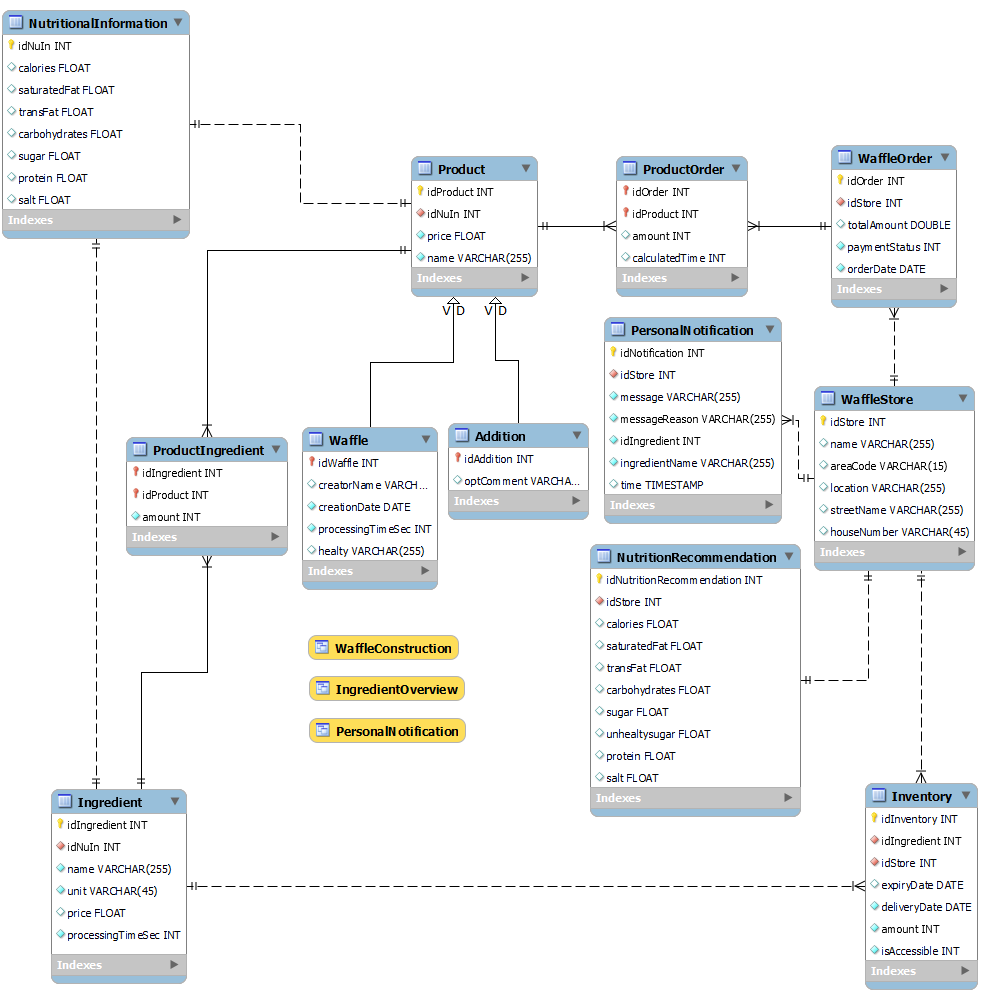 NutritionalInformation
idNuIn INT
calories FLOAT
saturatedFat FLOAT
transFat FLOAT
carbohydrates FLOAT
sugar FLOAT
protein FLOAT
salt FLOAT
Indexes
Product
idProduct INT
idNuIn INT
price FLOAT
name VARCHAR(255)
Indexes
V D
V D
ProductOrder
idOrder INT
idProduct INT
amount INT
calculatedTime INT
Indexes
WaffleOrder
idOrder INT
idStore INT
totalAmount DOUBLE
paymentStatus INT
orderDate DATE
Indexes
PersonalNotification
idNotification INT
idStore INT
message VARCHAR(255)
messageReason VARCHAR(255)
idIngredient INT
ingredientName VARCHAR(255)
time TIMESTAMP
Indexes
WaffleStore
idStore INT
name VARCHAR(255)
areaCode VARCHAR(15)
location VARCHAR(255)
streetName VARCHAR(255)
houseNumber VARCHAR(45)
Indexes
ProductIngredient
idIngredient INT
idProduct INT
amount INT
Indexes
Waffle
idWaffle INT
creatorName VARCH...
creationDate DATE
processingTimeSec INT
healty VARCHAR(255)
Indexes
Addition
idAddition INT
optComment VARCHA...
Indexes
NutritionRecommendation
idNutritionRecommendation INT
idStore INT
calories FLOAT
saturatedFat FLOAT
transFat FLOAT
carbohydrates FLOAT
sugar FLOAT
unhealtysugar FLOAT
protein FLOAT
salt FLOAT
Indexes
WaffleConstruction
IngredientOverview
PersonalNotification
Ingredient
idIngredient INT
idNuIn INT
name VARCHAR(255)
unit VARCHAR(45)
price FLOAT
processingTimeSec INT
Indexes
Inventory
idInventory INT
idIngredient INT
idStore INT
expiryDate DATE
deliveryDate DATE
amount INT
isAccessible INT
Indexes